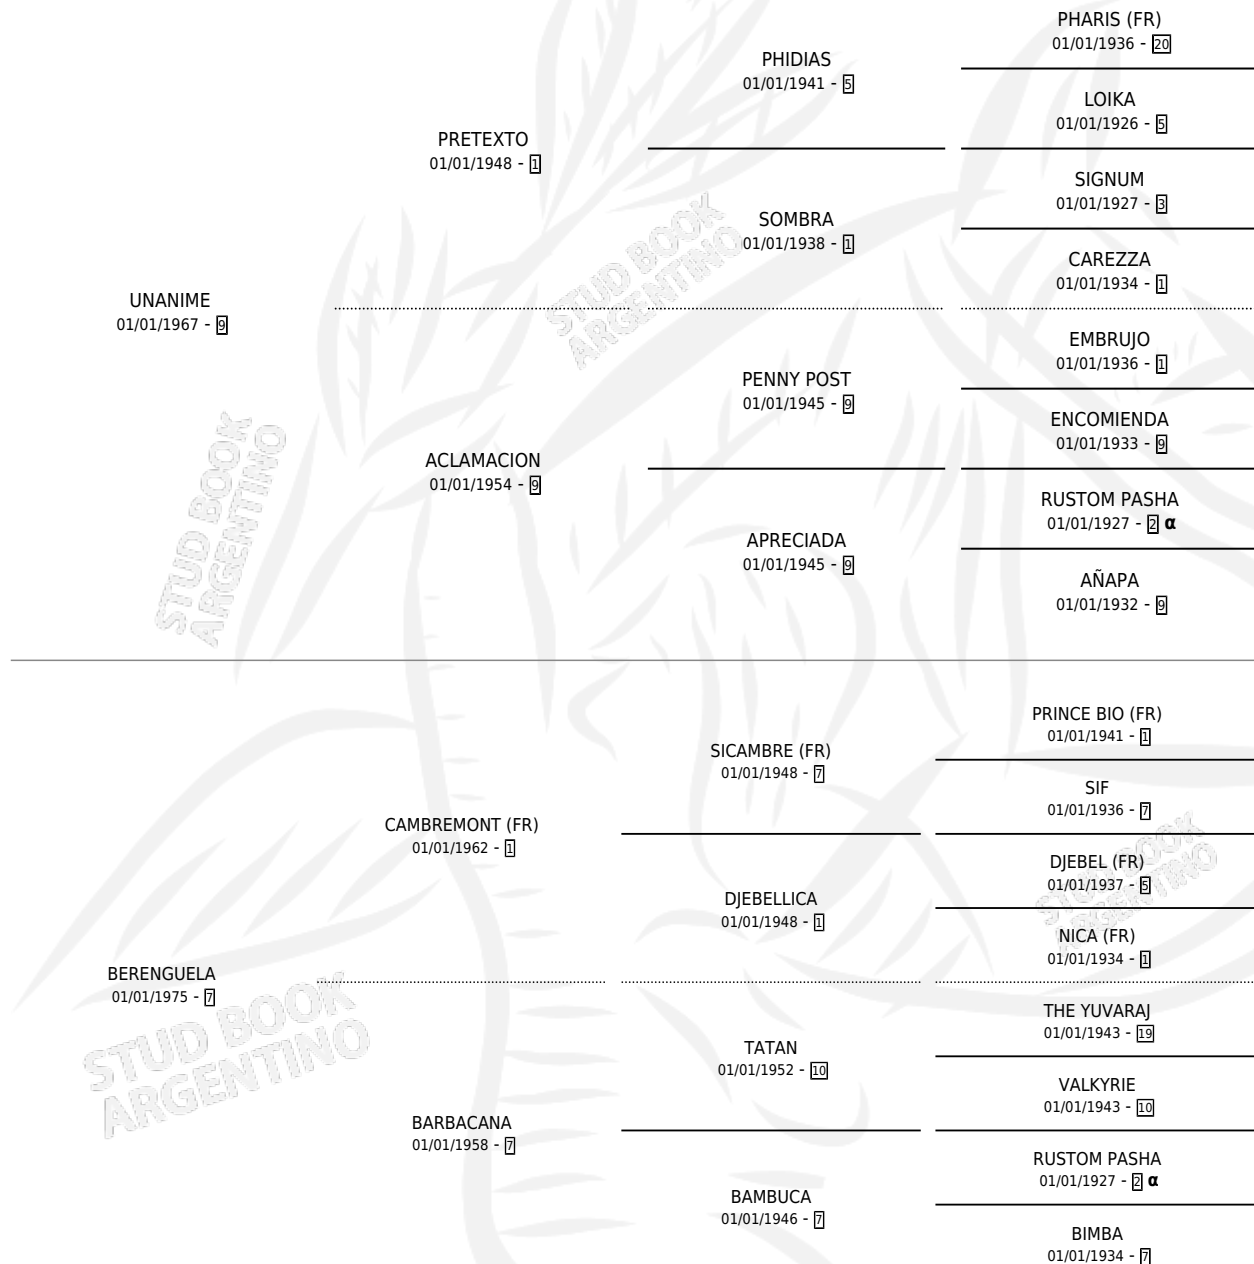 PHARIS (FR)
01/01/1936 - 20
PHIDIAS
01/01/1941 - 5
LOIKA
01/01/1926 - 5
PRETEXTO
01/01/1948 - 1
SIGNUM
01/01/1927 - 3
SOMBRA
01/01/1938 - 1
CAREZZA
01/01/1934 - 1
STUD BOOK
ARGENTINO
UNANIME
01/01/1967 - 9
EMBRUJO
01/01/1936 - 1
PENNY POST
01/01/1945 - 9
ENCOMIENDA
01/01/1933 - 9
ACLAMACION
01/01/1954 - 9
RUSTOM PASHA
01/01/1927 - 2 α
APRECIADA
01/01/1945 - 9
AÑAPA
01/01/1932 - 9
STUD BOOK
ARGENTINO
PRINCE BIO (FR)
01/01/1941 - 1
SICAMBRE (FR)
01/01/1948 - 7
SIF
01/01/1936 - 7
CAMBREMONT (FR)
01/01/1962 - 1
DJEBEL (FR)
01/01/1937 - 5
STUD BOOK
ARGENTINO
DJEBELLICA
01/01/1948 - 1
NICA (FR)
01/01/1934 - 1
BERENGUELA
01/01/1975 - 7
THE YUVARAJ
01/01/1943 - 19
STUD BOOK
ARGENTINO
TATAN
01/01/1952 - 10
VALKYRIE
01/01/1943 - 10
BARBACANA
01/01/1958 - 7
RUSTOM PASHA
01/01/1927 - 2 α
BAMBUCA
01/01/1946 - 7
BIMBA
01/01/1934 - 7